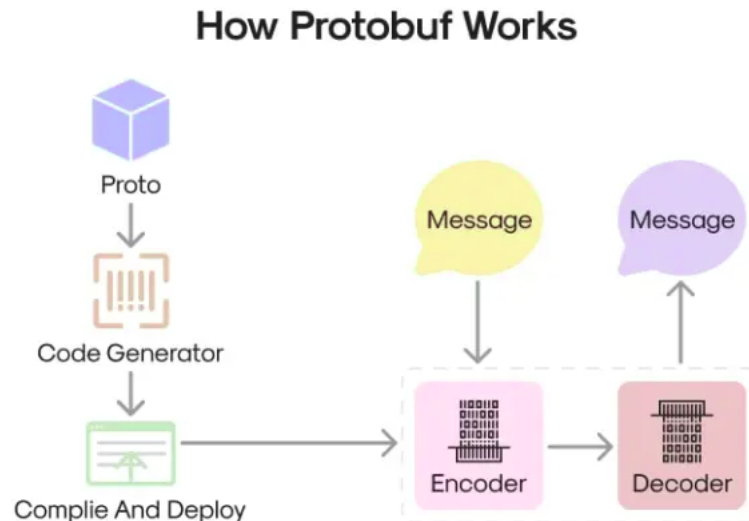 How Protobuf Works
Proto
Message
Message
Code Generator
Encoder
Decoder
Complie And Deploy